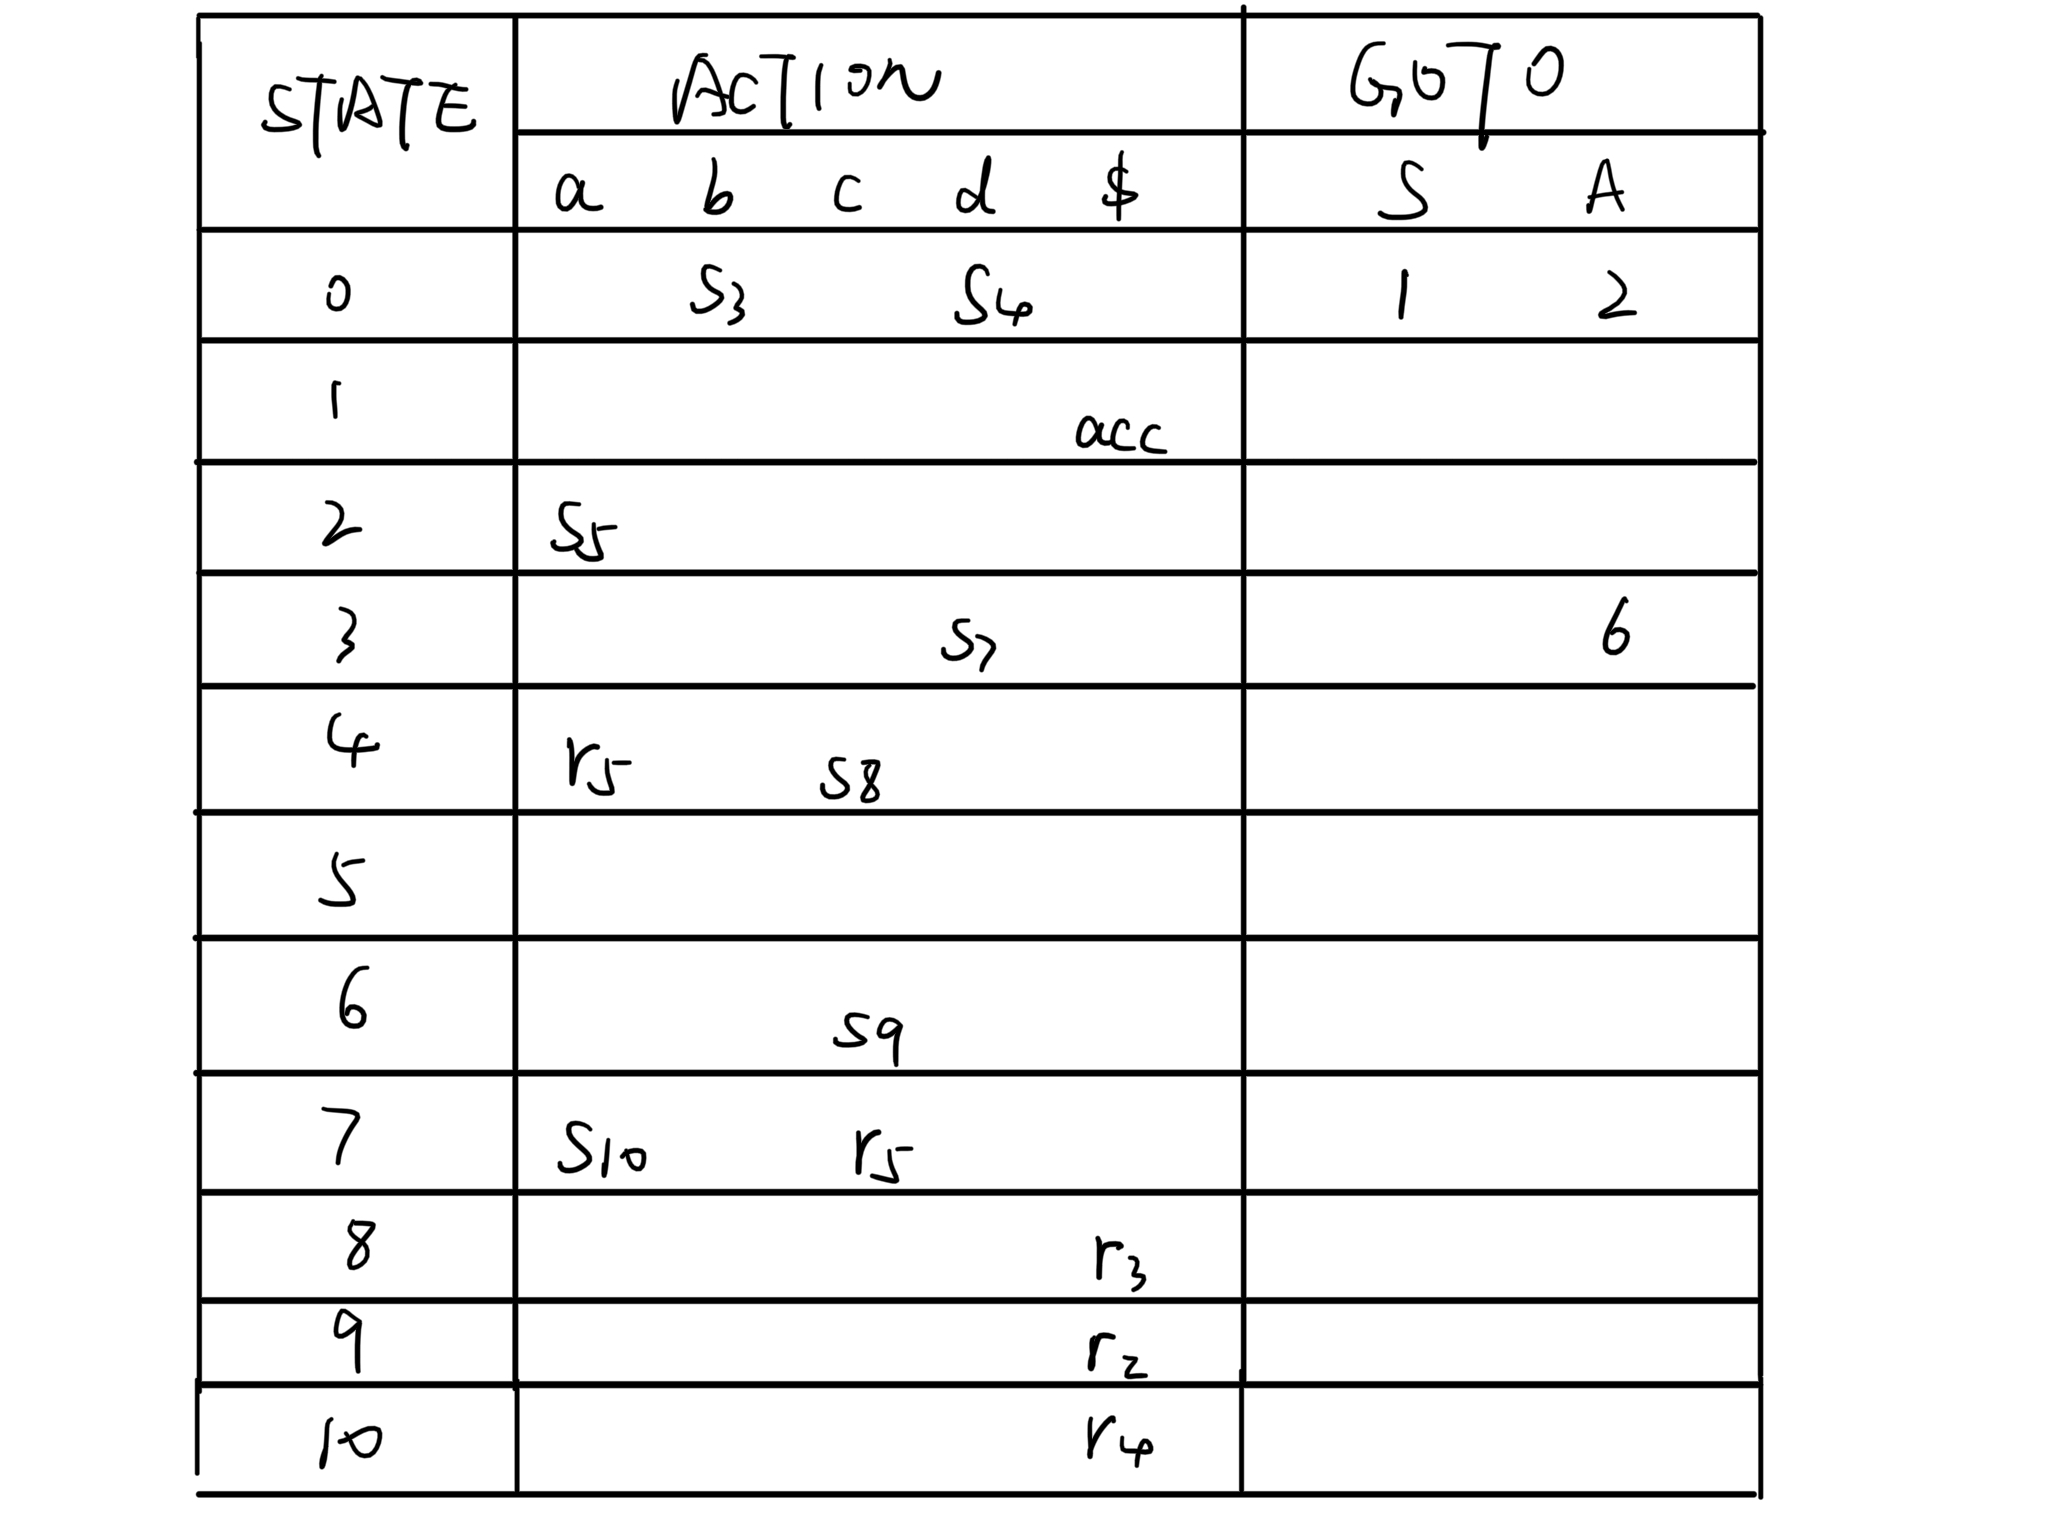 STATE ACTION GOTO
a b c d $ S A
0 S3 S4 1 2
1 acc
2 S5
3 S7 6
4 r5 S8
5
6 S9
7 S10 r5
8 r3
9 r2
10 r4